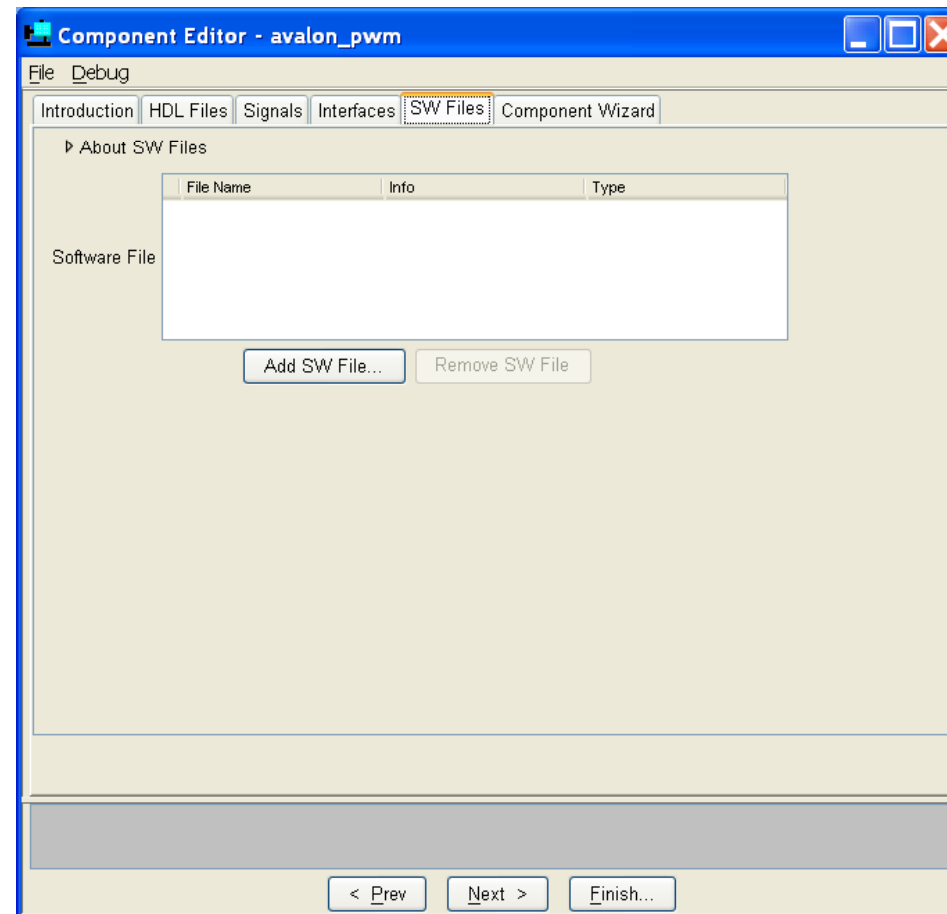 Component Editor - avalon_pwm
File Debug
Introduction HDL Files Signals Interfaces SW Files Component Wizard
About SW Files
File Name Info Type
Software File
Add SW File... Remove SW File
< Prev Next > Finish...